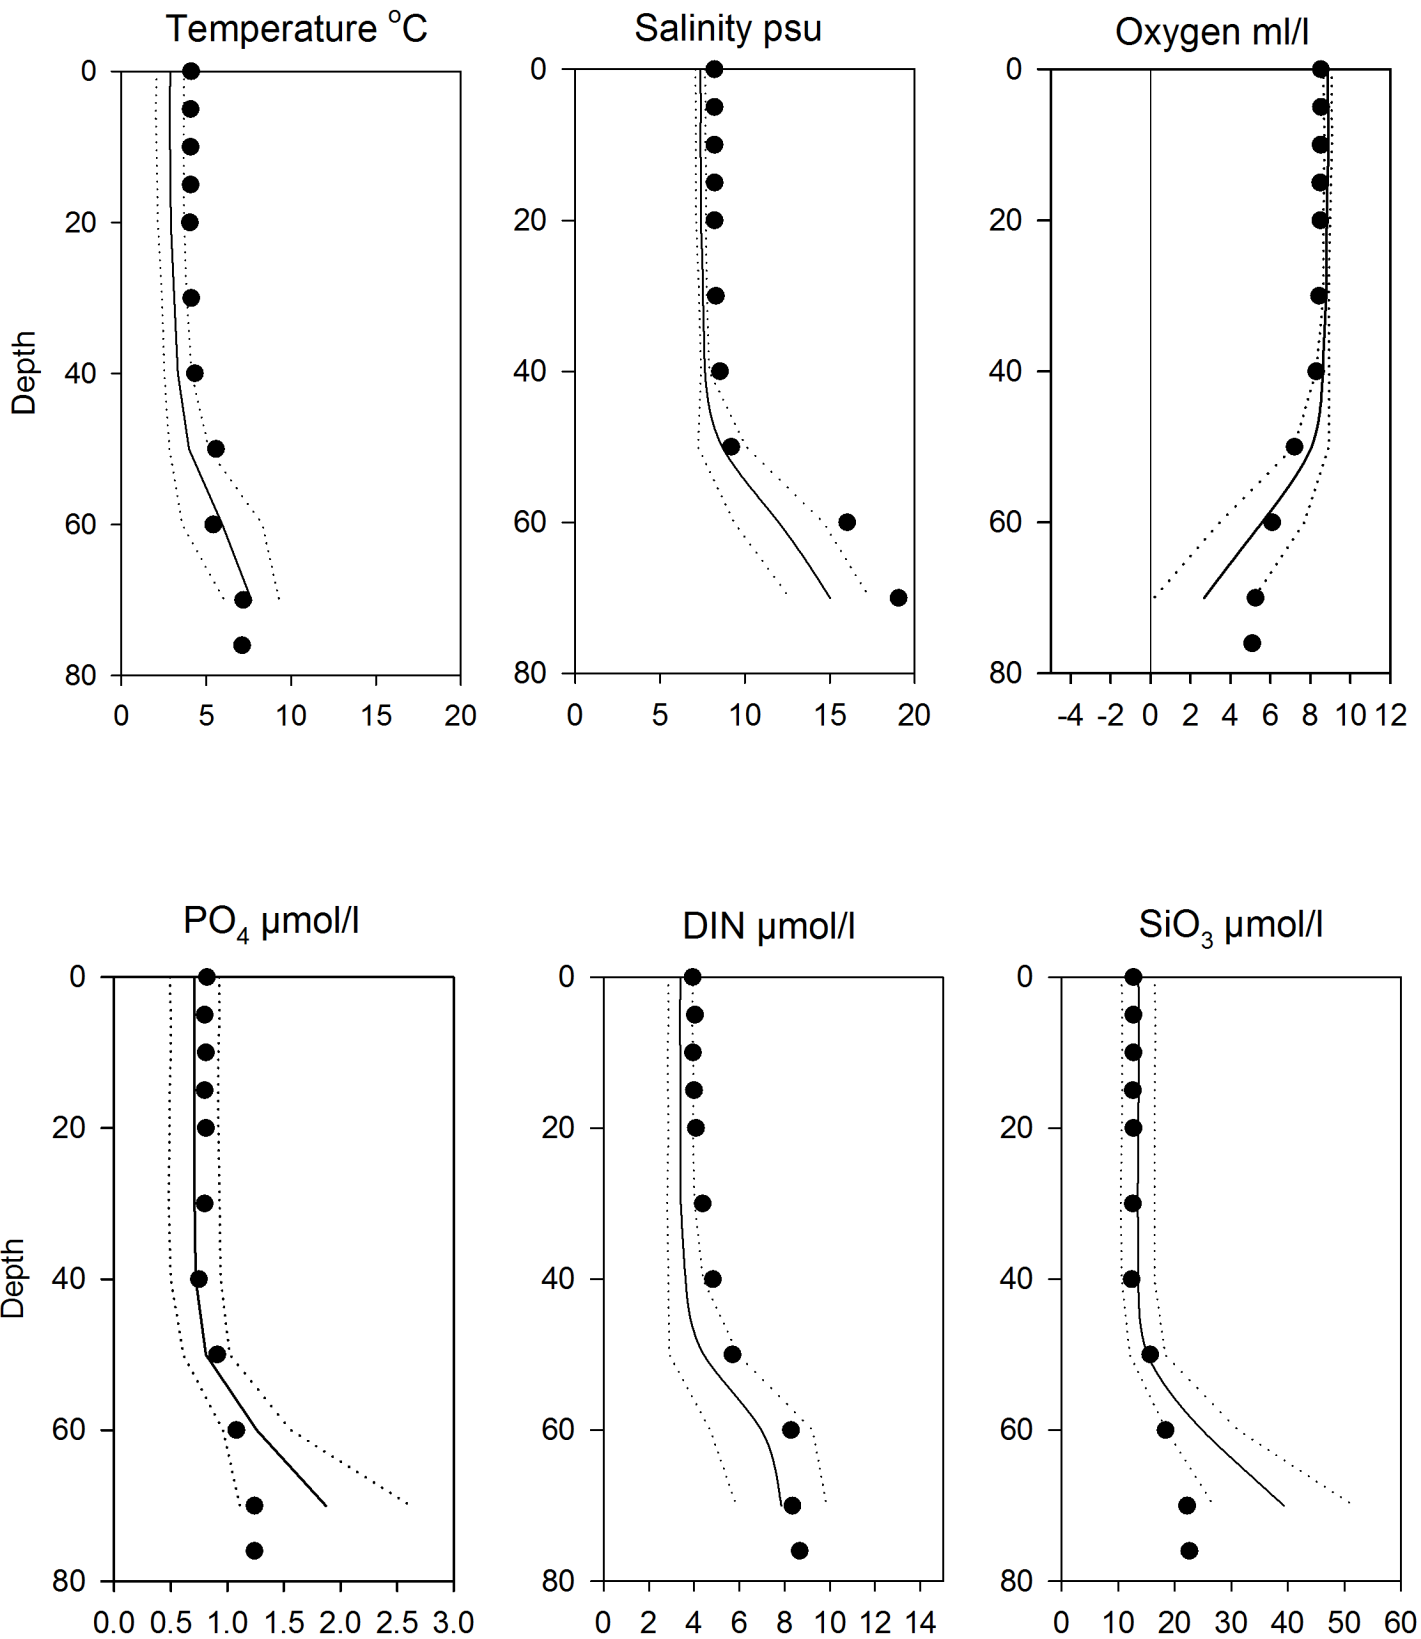 Temperature °C
Salinity psu
Oxygen ml/l
0
20
40
60
80
Depth
0 5 10 15 20
0
20
40
60
80
0 5 10 15 20
0
20
40
60
80
-4 -2 0 2 4 6 8 10 12
PO4 µmol/l
DIN µmol/l
SiO3 µmol/l
0
20
40
60
80
Depth
0.0 0.5 1.0 1.5 2.0 2.5 3.0
0
20
40
60
80
0 2 4 6 8 10 12 14
0
20
40
60
80
0 10 20 30 40 50 60